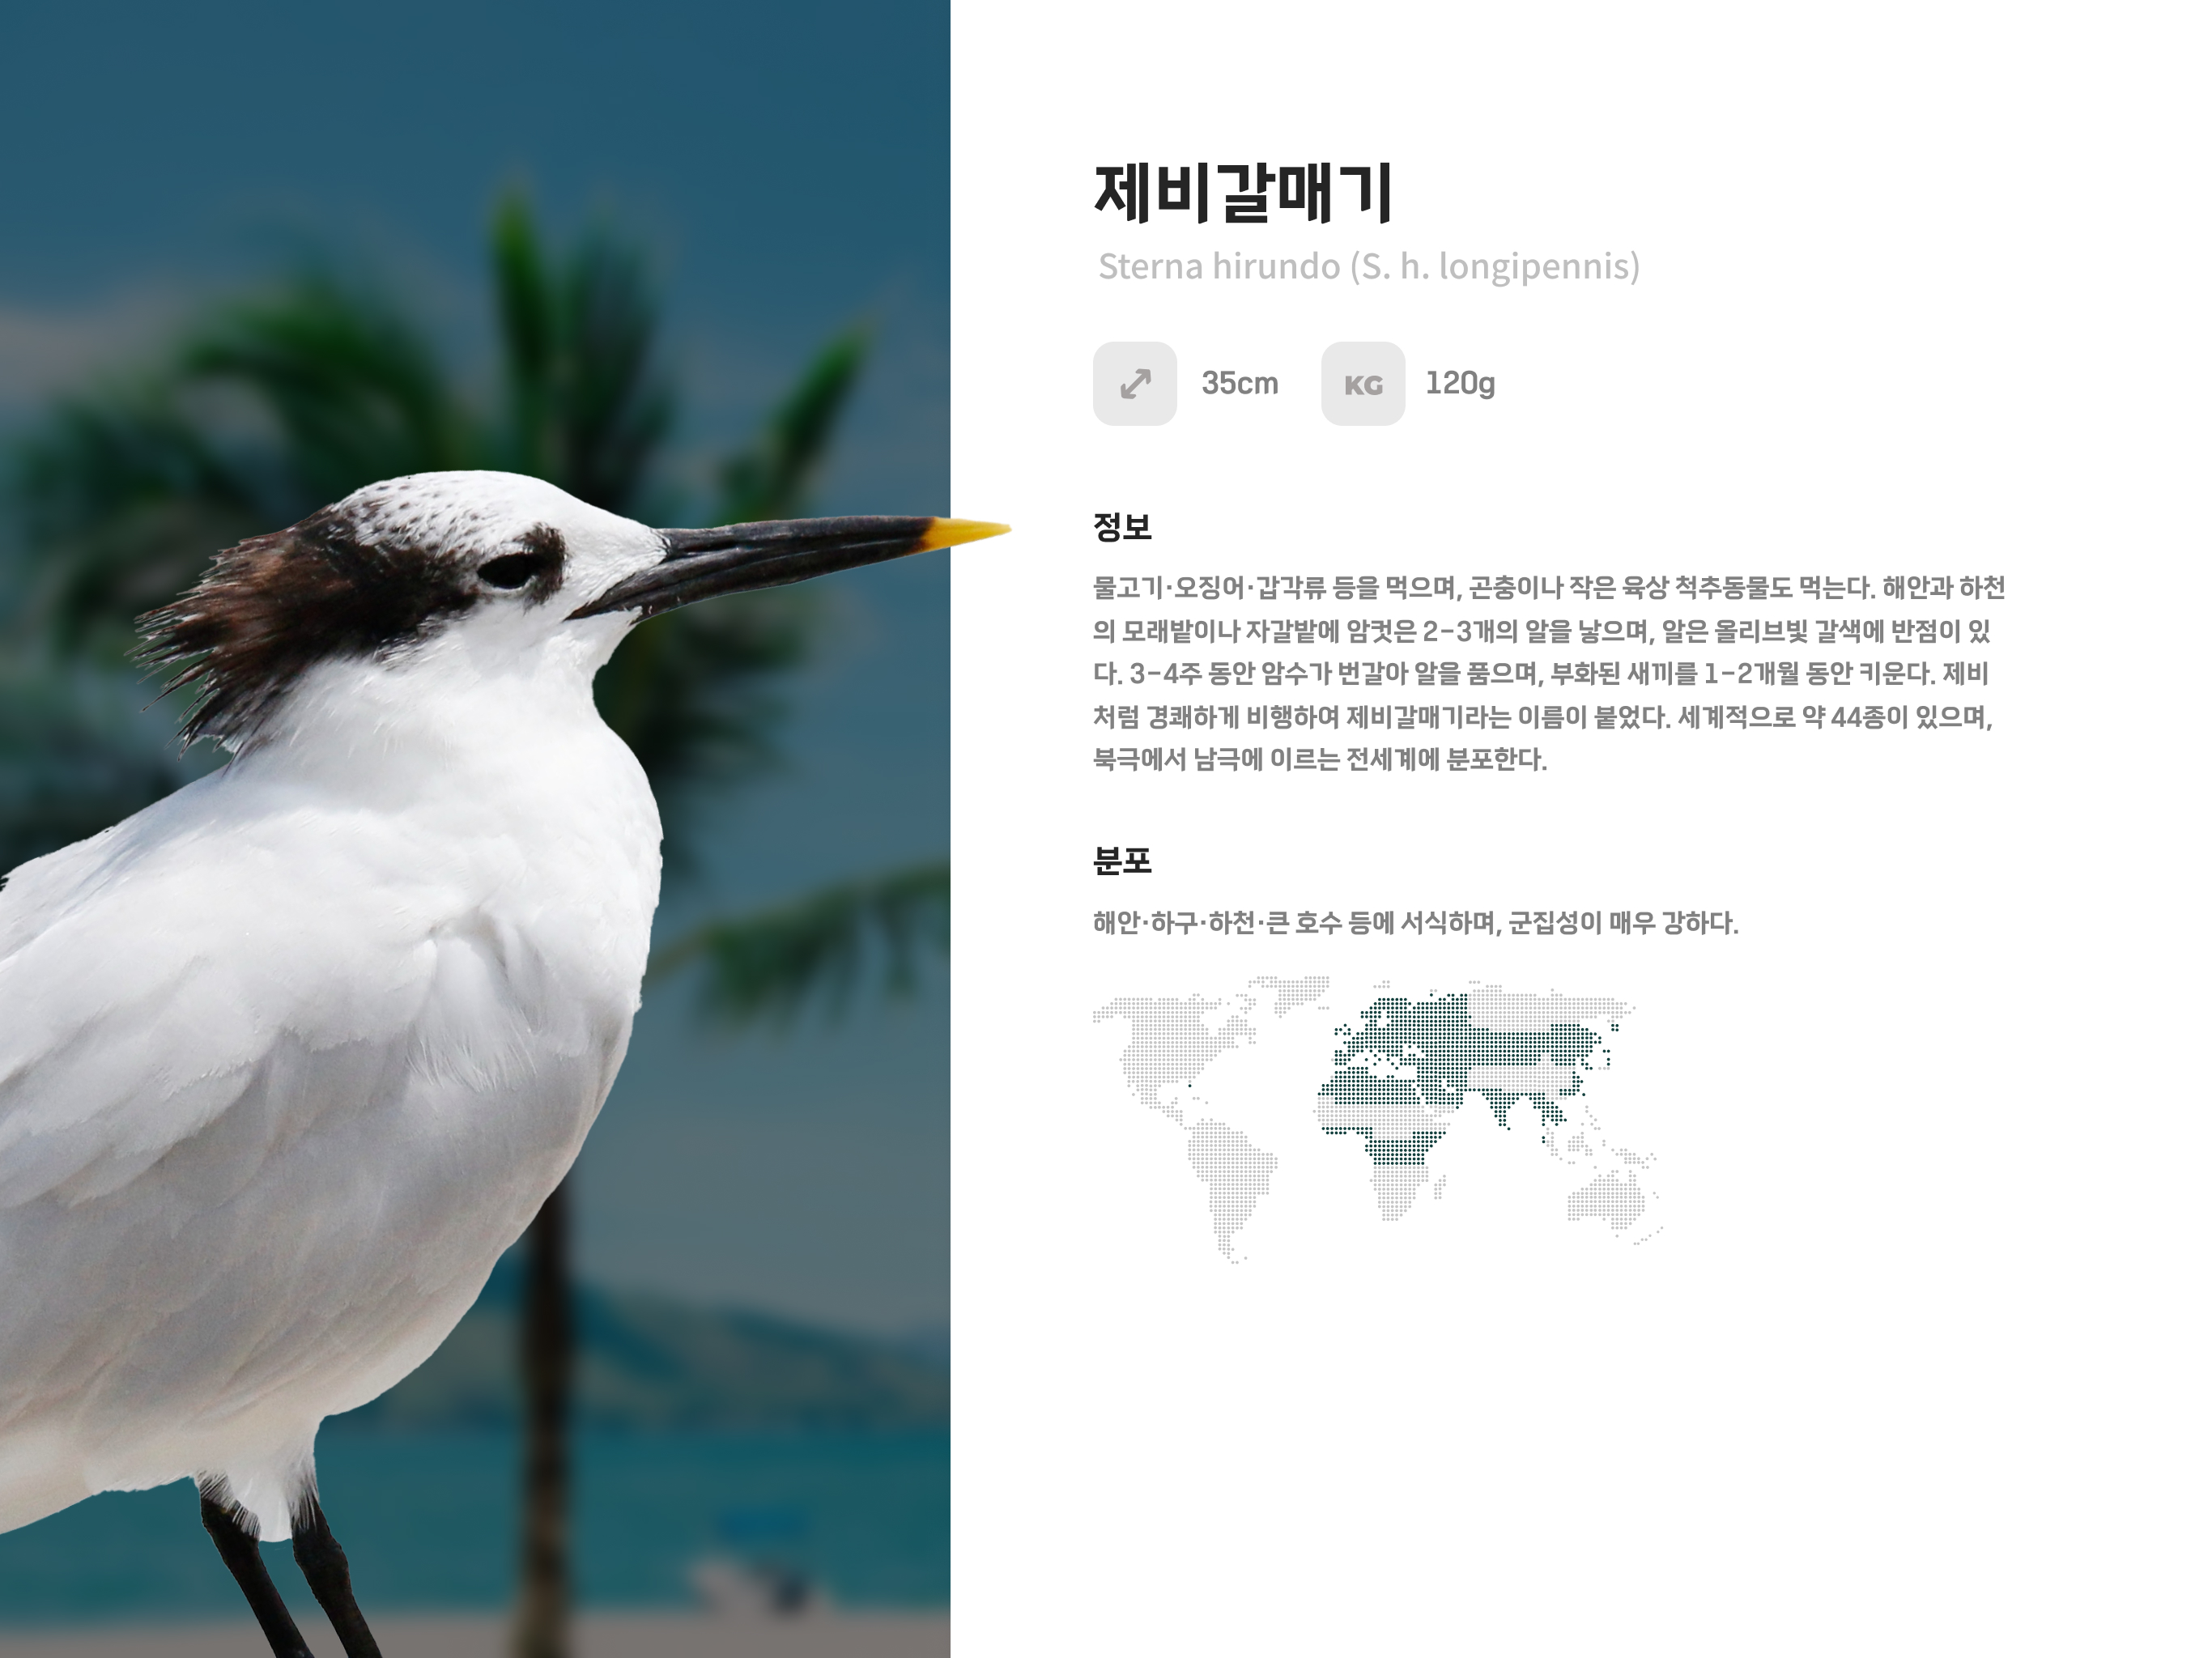 제비갈매기
Sterna hirundo (S. h. longipennis)
35cm
KG
120g
정보
물고기·오징어·갑각류 등을 먹으며, 곤충이나 작은 육상 척추동물도 먹는다. 해안과 하천
의 모래밭이나 자갈밭에 암컷은 2-3개의 알을 낳으며, 알은 올리브빛 갈색에 반점이 있
다. 3-4주 동안 암수가 번갈아 알을 품으며, 부화된 새끼를 1-2개월 동안 키운다. 제비
처럼 경쾌하게 비행하여 제비갈매기라는 이름이 붙었다. 세계적으로 약 44종이 있으며,
북극에서 남극에 이르는 전세계에 분포한다.
분포
해안·하구·하천·큰 호수 등에 서식하며, 군집성이 매우 강하다.